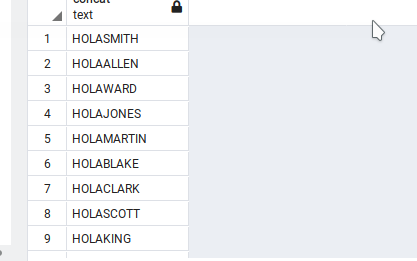 concat
text
1 HOLASMITH
2 HOLAALLEN
3 HOLAWARD
4 HOLAJONES
5 HOLAMARTIN
6 HOLABLAKE
7 HOLACLARK
8 HOLASCOTT
9 HOLAKING